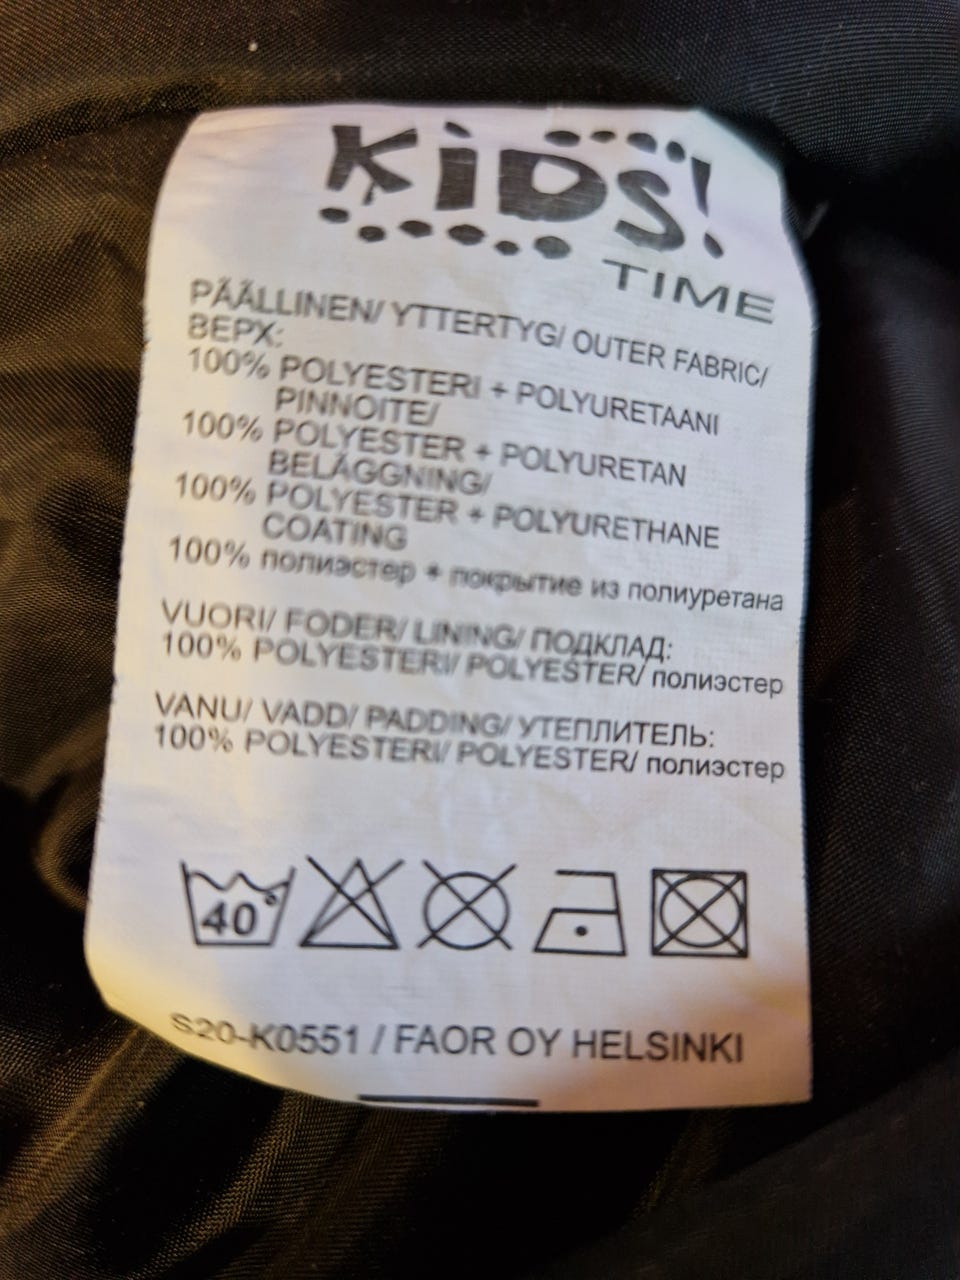 KiDS!
TIME
PÄÄLLINEN/ YTTERTYG/ OUTER FABRIC/
ВЕРХ:
100% POLYESTERI + POLYURETAANI
PINNOITE/
100% POLYESTER + POLYURETAN
BELÄGGNING/
100% POLYESTER + POLYURETHANE
COATING
100% полиэстер + покрытие из полиуретана
VUORI/ FODER/ LINING/ ПОДКЛАД:
100% POLYESTERI/ POLYESTER/ полиэстер
VANU/ VADD/ PADDING/ УТЕПЛИТЕЛЬ:
100% POLYESTERI/ POLYESTER/ полиэстер
40°
S20-K0551 / FAOR OY HELSINKI